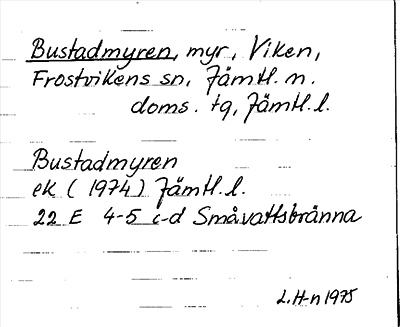 Bustadmyren, myr, Viken,
Frostvikens sn, Jämtl. n.
doms. tg, Jämtl. l.
Bustadmyren
ek (1974) Jämtl. l.
22 E 4-5 c-d Småvattsbränna
L. H-n 1975